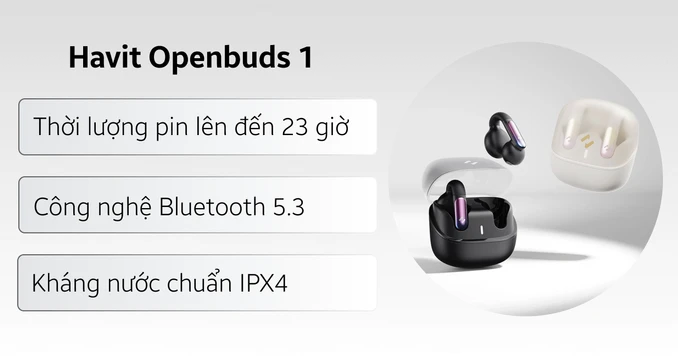 Havit Openbuds 1
Thời lượng pin lên đến 23 giờ
Công nghệ Bluetooth 5.3
Kháng nước chuẩn IPX4